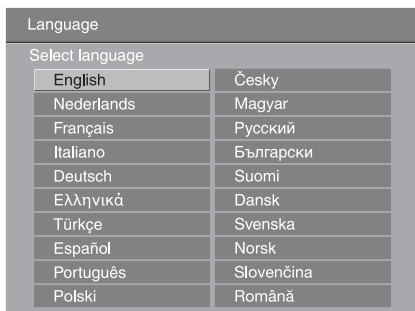 Language
Select language
English Česky
Nederlands Magyar
Français Русский
Italiano Български
Deutsch Suomi
Ελληνικά Dansk
Türkçe Svenska
Español Norsk
Português Slovenčina
Polski Română